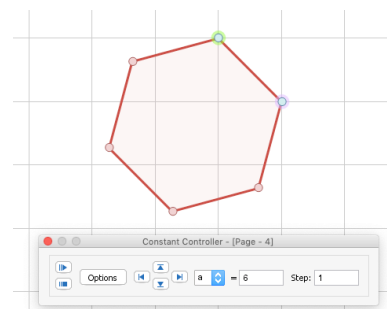 Constant Controller - [Page - 4]
Options a = 6 Step: 1